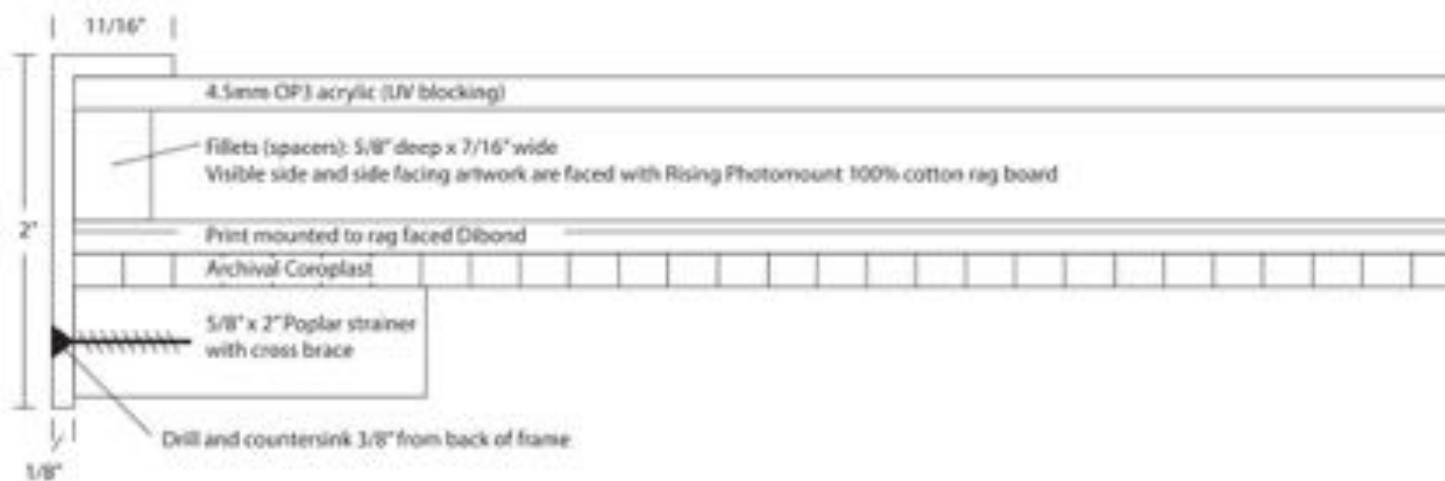 11/16"
4.5mm OP3 acrylic (UV blocking)
Fillets (spacers): 5/8" deep x 7/16" wide
Visible side and side facing artwork are faced with Rising Photomount 100% cotton rag board
2"
Print mounted to rag faced Dibond
Archival Coroplast
5/8" x 2" Poplar strainer
with cross brace
Drill and countersink 3/8" from back of frame
1/8"